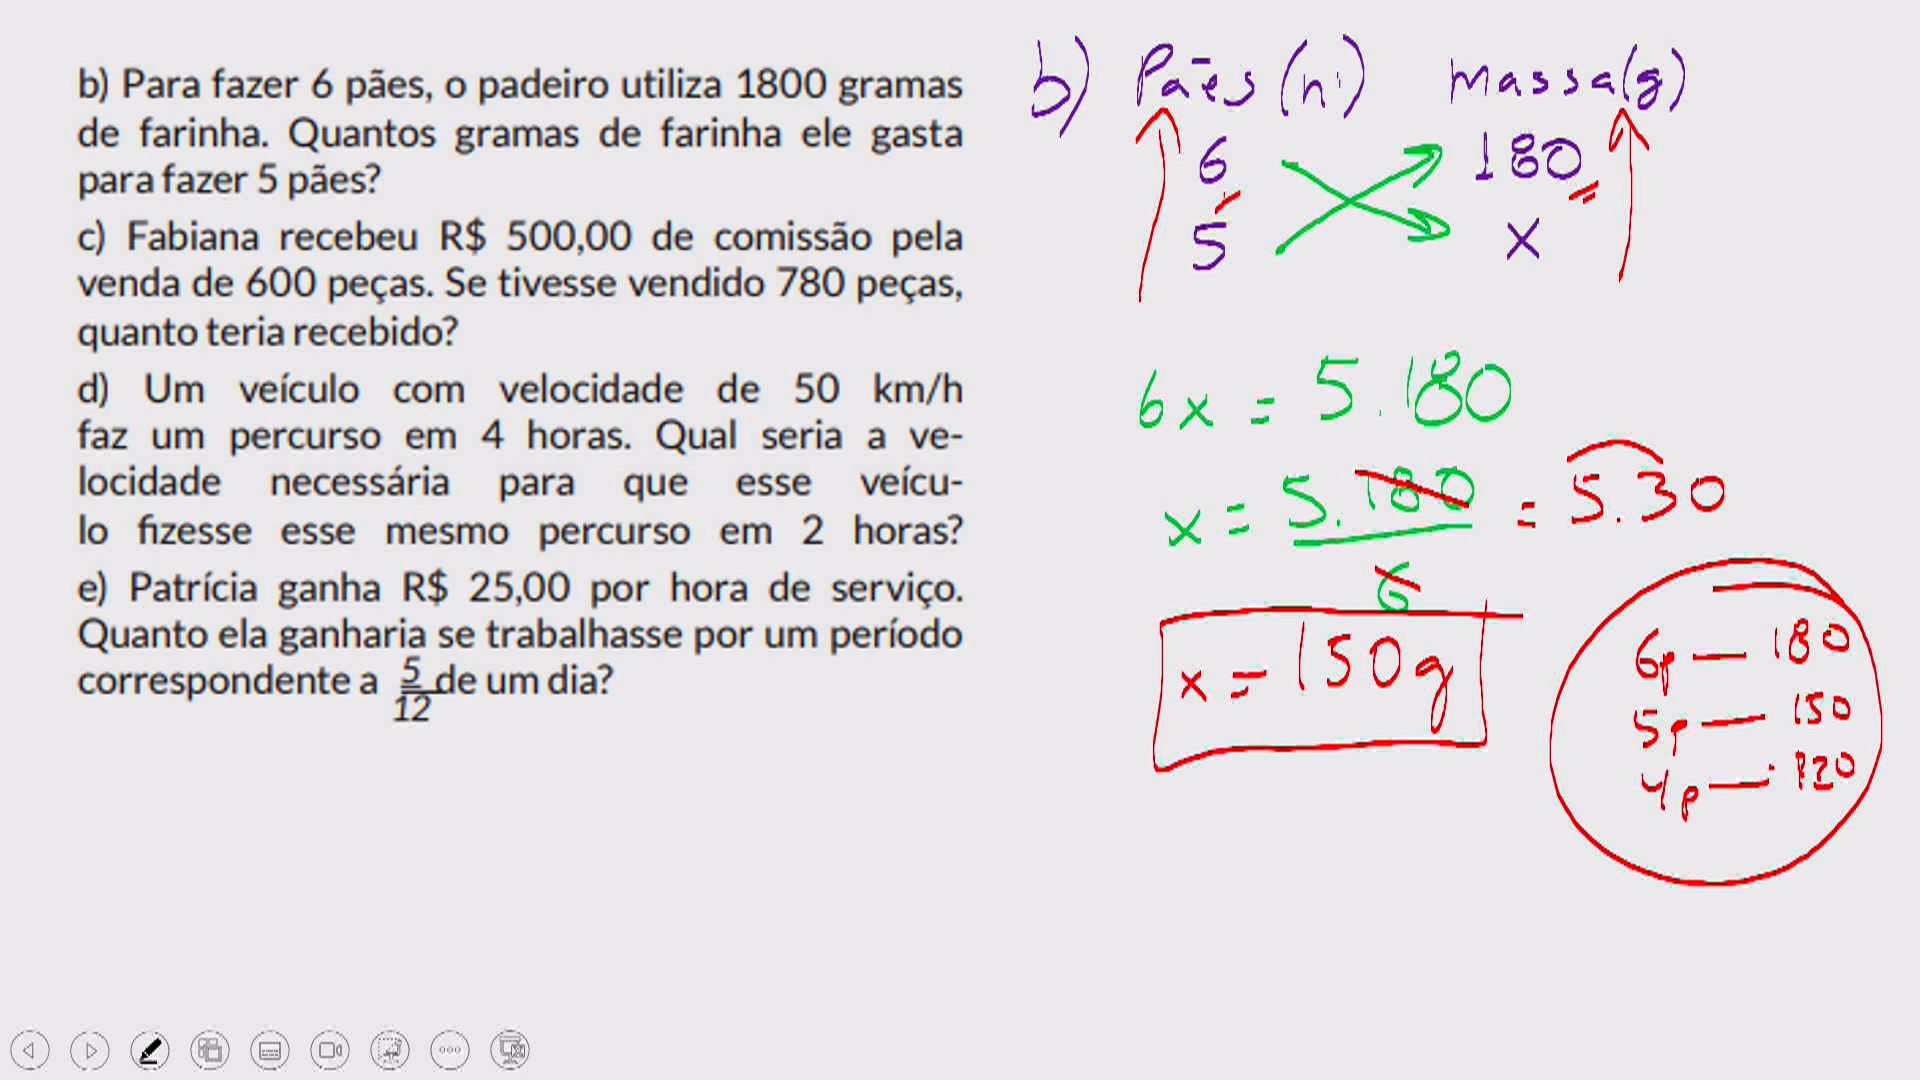 b) Para fazer 6 pães, o padeiro utiliza 1800 gramas
de farinha. Quantos gramas de farinha ele gasta
para fazer 5 pães?
c) Fabiana recebeu R$ 500,00 de comissão pela
venda de 600 peças. Se tivesse vendido 780 peças,
quanto teria recebido?
d) Um veículo com velocidade de 50 km/h
faz um percurso em 4 horas. Qual seria a ve-
locidade necessária para que esse veícu-
lo fizesse esse mesmo percurso em 2 horas?
e) Patrícia ganha R$ 25,00 por hora de serviço.
Quanto ela ganharia se trabalhasse por um período
correspondente a 5/12 de um dia?
b) Pães (nº) Massa(g)
6 180
5 x
6x = 5.180
x = 5.180/6 = 5.30
x = 150g
6p — 180
5p — 150
4p — 120